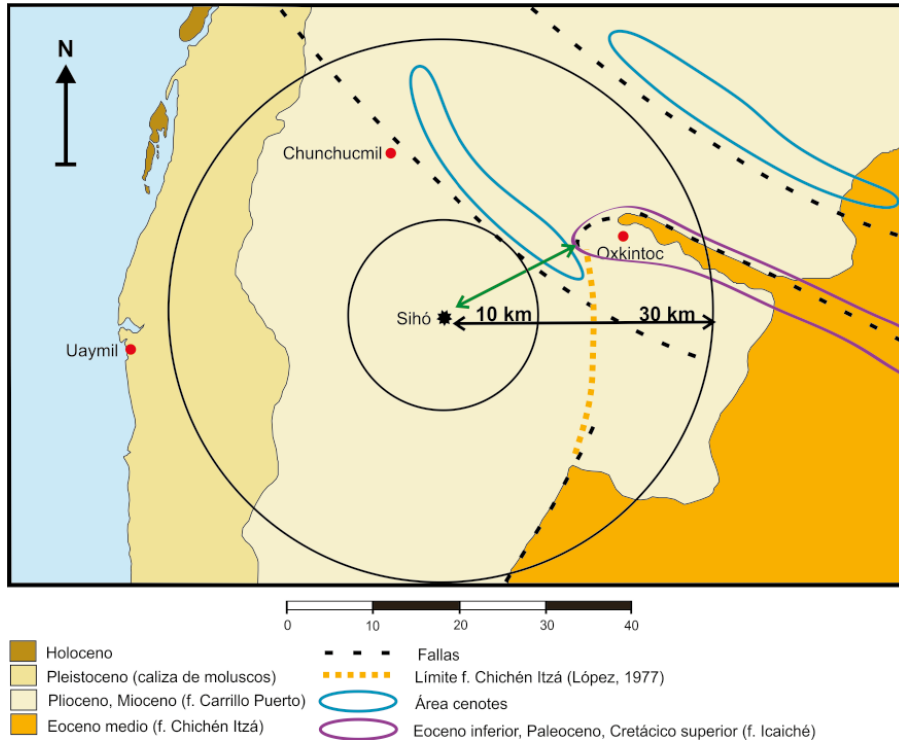 N
Chunchucmil
Oxkintoc
Sihó
10 km
30 km
Uaymil
0 10 20 30 40
Holoceno
Pleistoceno (caliza de moluscos)
Plioceno, Mioceno (f. Carrillo Puerto)
Eoceno medio (f. Chichén Itzá)
Fallas
Límite f. Chichén Itzá (López, 1977)
Área cenotes
Eoceno inferior, Paleoceno, Cretácico superior (f. Icaiché)